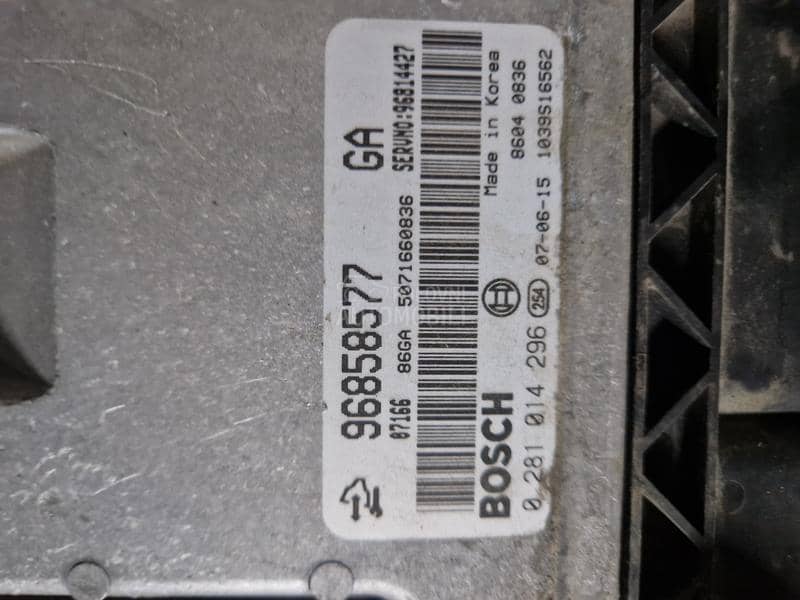 96858577 GA
07166 86GA 5071660836 SERVNO:96814427
BOSCH Made in Korea
8604 0836
0 281 014 296 254 07-06-15 1039S16562